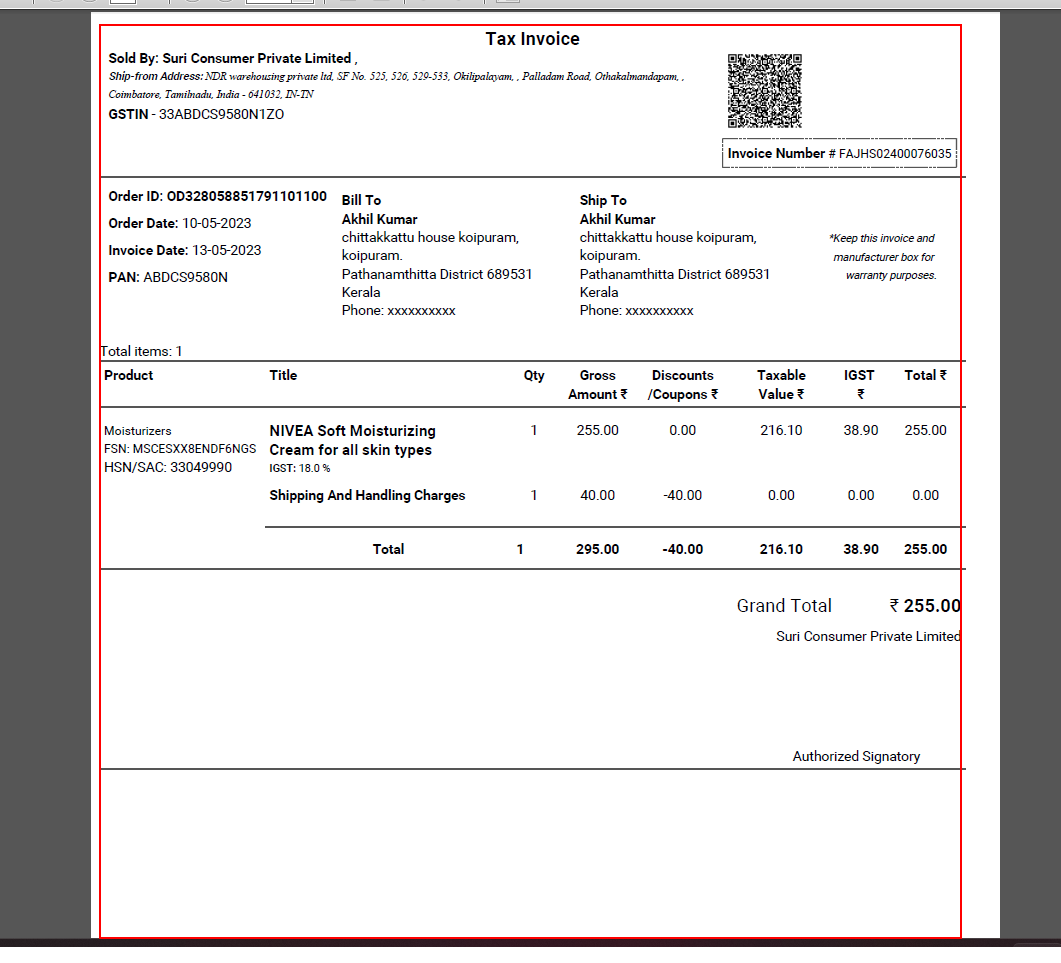 Tax Invoice
Sold By: Suri Consumer Private Limited ,
Ship-from Address: NDR warehousing private ltd, SF No. 525, 526, 529-533, Okilipalayam, , Palladam Road, Othakalmandapam, ,
Coimbatore, Tamilnadu, India - 641032, IN-TN
GSTIN - 33ABDCS9580N1ZO
Invoice Number # FAJHS02400076035
Order ID: OD328058851791101100
Order Date: 10-05-2023
Invoice Date: 13-05-2023
PAN: ABDCS9580N
Bill To
Akhil Kumar
chittakkattu house koipuram,
koipuram.
Pathanamthitta District 689531
Kerala
Phone: xxxxxxxxxx
Ship To
Akhil Kumar
chittakkattu house koipuram,
koipuram.
Pathanamthitta District 689531
Kerala
Phone: xxxxxxxxxx
*Keep this invoice and
manufacturer box for
warranty purposes.
Total items: 1
Product Title Qty Gross Discounts Taxable IGST Total ₹
Amount ₹ /Coupons ₹ Value ₹ ₹
Moisturizers NIVEA Soft Moisturizing 1 255.00 0.00 216.10 38.90 255.00
FSN: MSCESXX8ENDF6NGS Cream for all skin types
HSN/SAC: 33049990 IGST: 18.0 %
Shipping And Handling Charges 1 40.00 -40.00 0.00 0.00 0.00
Total 1 295.00 -40.00 216.10 38.90 255.00
Grand Total ₹ 255.00
Suri Consumer Private Limited
Authorized Signatory